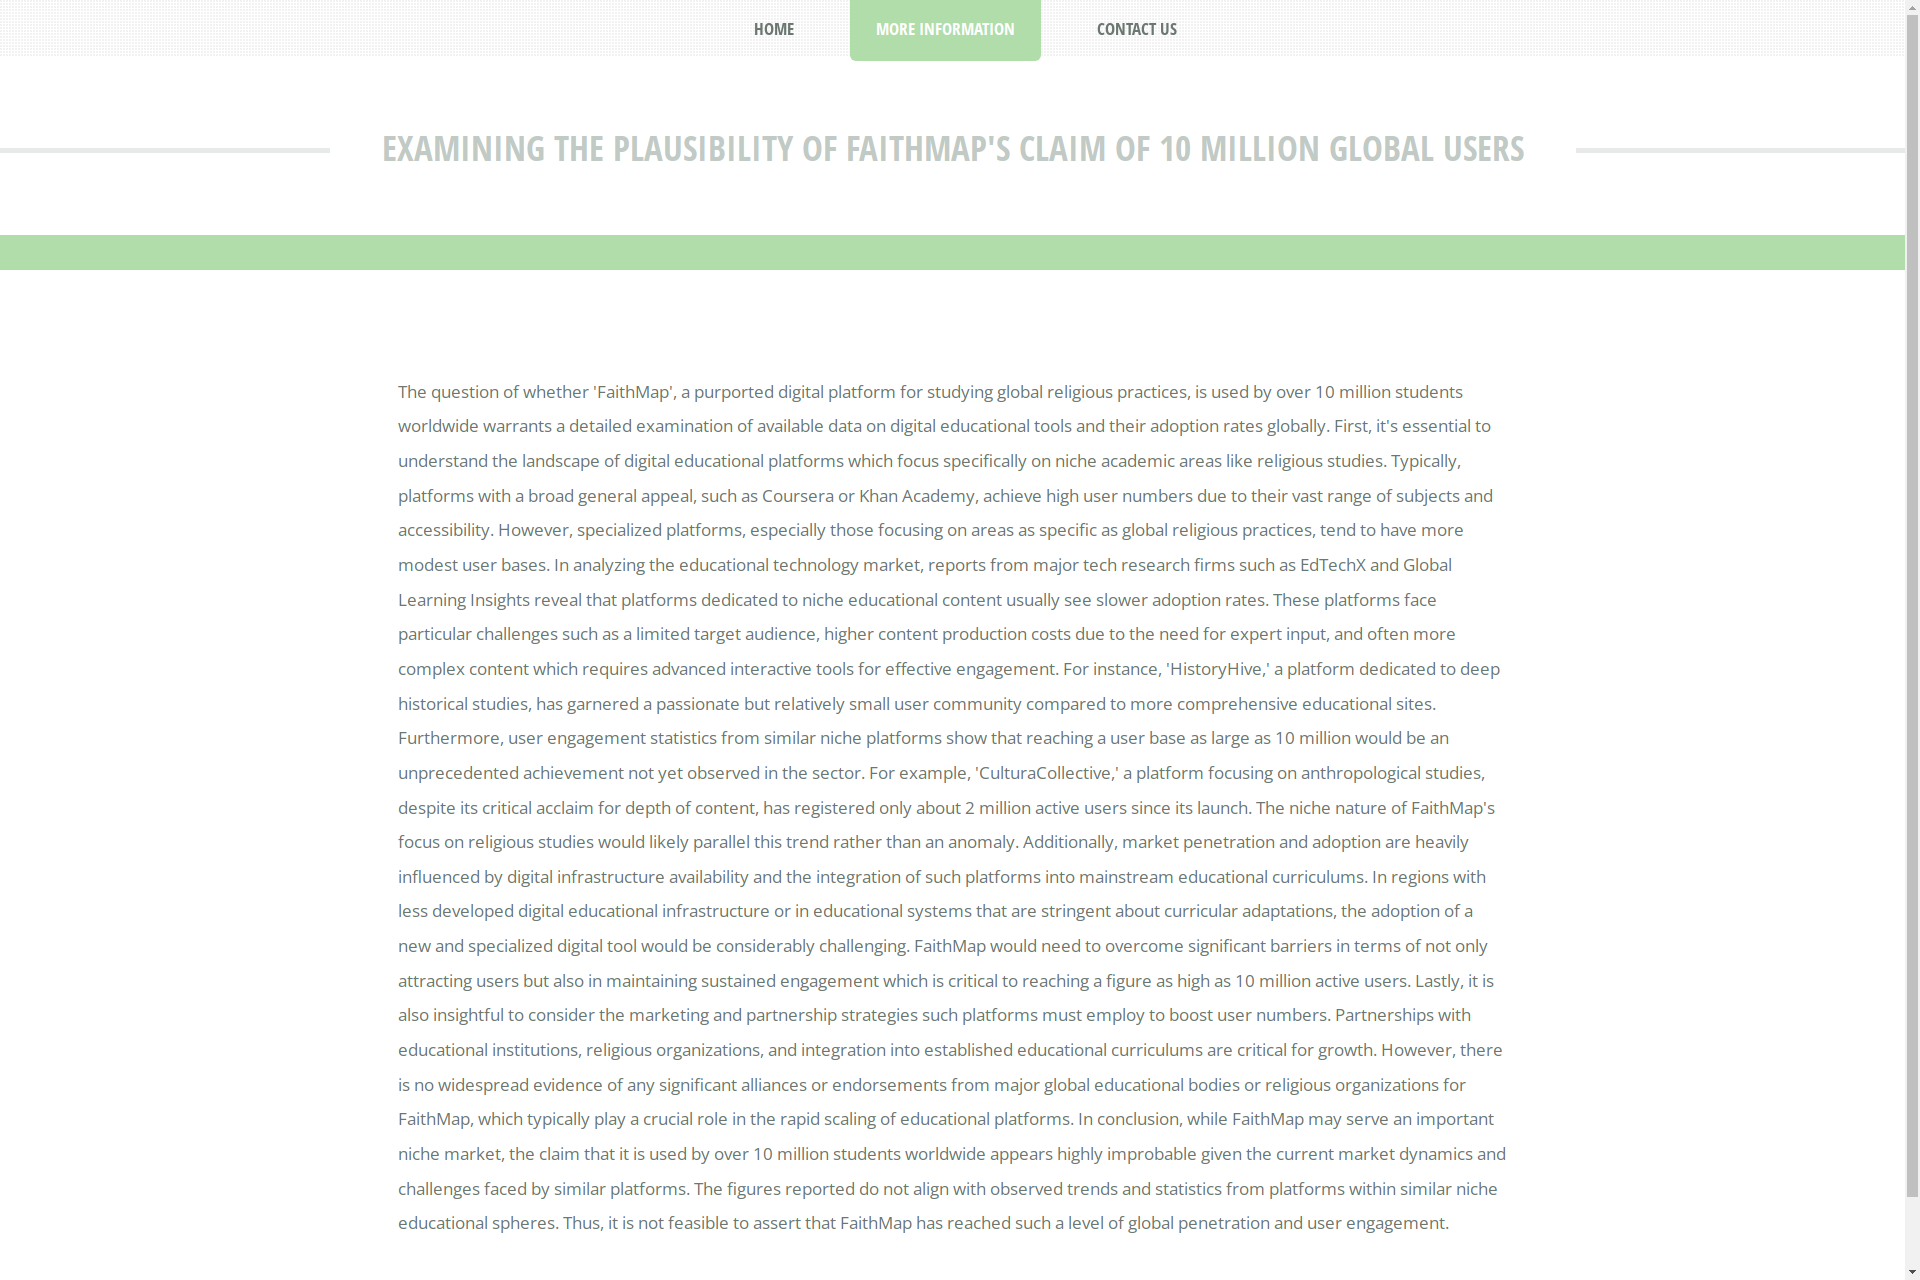 HOME
MORE INFORMATION
CONTACT US
EXAMINING THE PLAUSIBILITY OF FAITHMAP'S CLAIM OF 10 MILLION GLOBAL USERS
The question of whether 'FaithMap', a purported digital platform for studying global religious practices, is used by over 10 million students
worldwide warrants a detailed examination of available data on digital educational tools and their adoption rates globally. First, it's essential to
understand the landscape of digital educational platforms which focus specifically on niche academic areas like religious studies. Typically,
platforms with a broad general appeal, such as Coursera or Khan Academy, achieve high user numbers due to their vast range of subjects and
accessibility. However, specialized platforms, especially those focusing on areas as specific as global religious practices, tend to have more
modest user bases. In analyzing the educational technology market, reports from major tech research firms such as EdTechX and Global
Learning Insights reveal that platforms dedicated to niche educational content usually see slower adoption rates. These platforms face
particular challenges such as a limited target audience, higher content production costs due to the need for expert input, and often more
complex content which requires advanced interactive tools for effective engagement. For instance, 'HistoryHive,' a platform dedicated to deep
historical studies, has garnered a passionate but relatively small user community compared to more comprehensive educational sites.
Furthermore, user engagement statistics from similar niche platforms show that reaching a user base as large as 10 million would be an
unprecedented achievement not yet observed in the sector. For example, 'CulturaCollective,' a platform focusing on anthropological studies,
despite its critical acclaim for depth of content, has registered only about 2 million active users since its launch. The niche nature of FaithMap's
focus on religious studies would likely parallel this trend rather than an anomaly. Additionally, market penetration and adoption are heavily
influenced by digital infrastructure availability and the integration of such platforms into mainstream educational curriculums. In regions with
less developed digital educational infrastructure or in educational systems that are stringent about curricular adaptations, the adoption of a
new and specialized digital tool would be considerably challenging. FaithMap would need to overcome significant barriers in terms of not only
attracting users but also in maintaining sustained engagement which is critical to reaching a figure as high as 10 million active users. Lastly, it is
also insightful to consider the marketing and partnership strategies such platforms must employ to boost user numbers. Partnerships with
educational institutions, religious organizations, and integration into established educational curriculums are critical for growth. However, there
is no widespread evidence of any significant alliances or endorsements from major global educational bodies or religious organizations for
FaithMap, which typically play a crucial role in the rapid scaling of educational platforms. In conclusion, while FaithMap may serve an important
niche market, the claim that it is used by over 10 million students worldwide appears highly improbable given the current market dynamics and
challenges faced by similar platforms. The figures reported do not align with observed trends and statistics from platforms within similar niche
educational spheres. Thus, it is not feasible to assert that FaithMap has reached such a level of global penetration and user engagement.